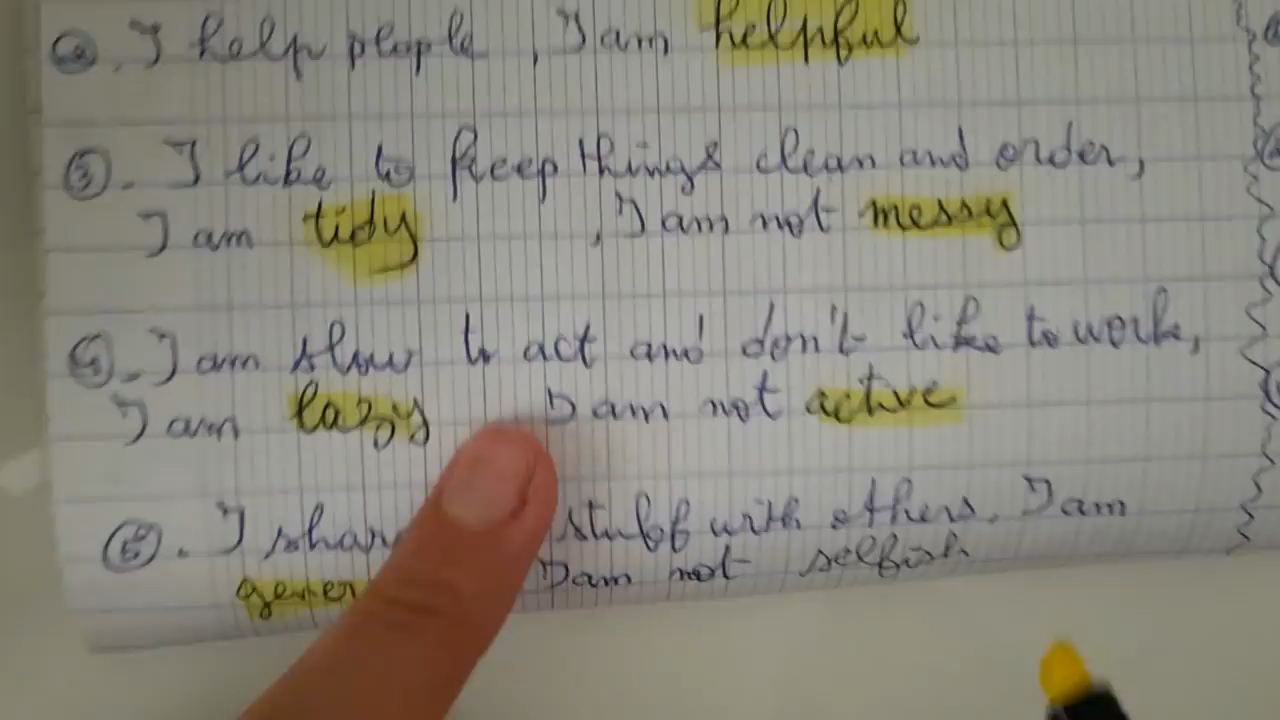 ②. I help people, I am helpful
③. I like to keep things clean and order,
I am tidy, I am not messy
④. I am slow to act and don't like to work,
I am lazy I am not active
⑤. I stuff with others. I am
I am not selfish